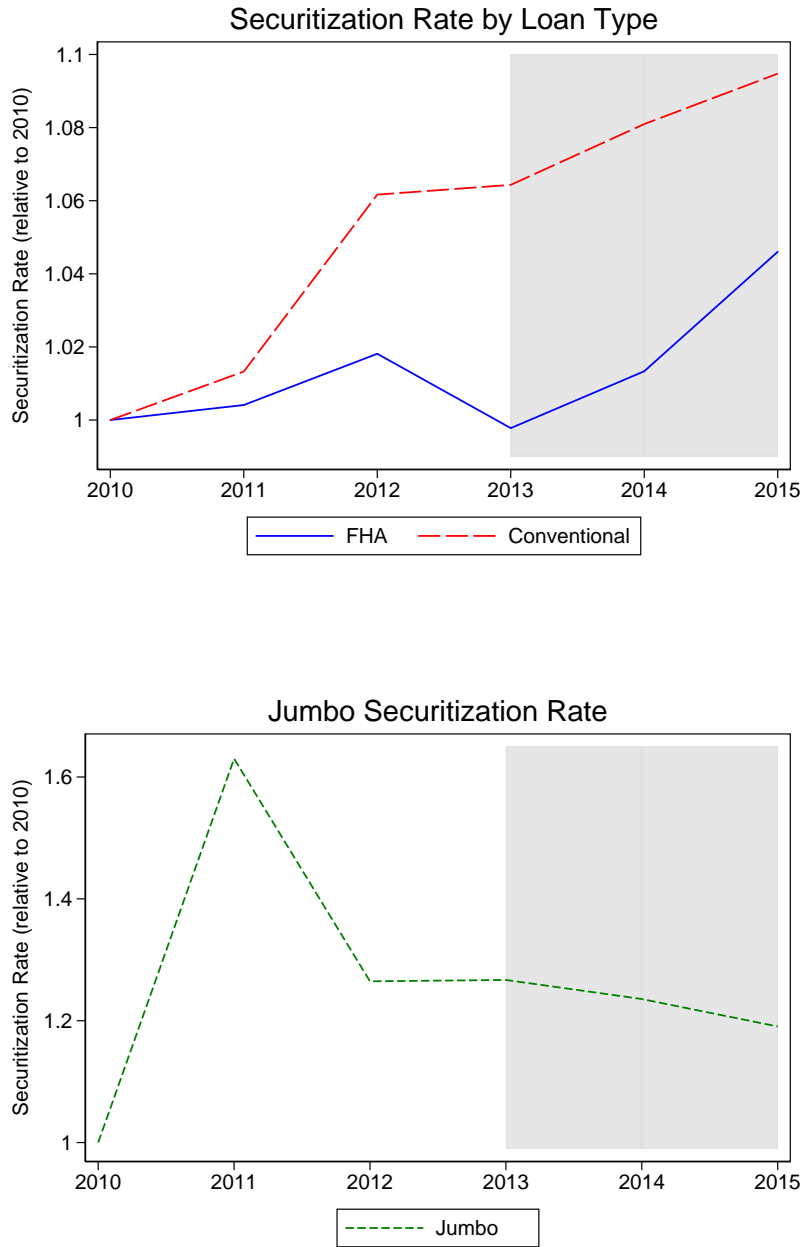 Securitization Rate by Loan Type
Securitization Rate (relative to 2010)
1.1
1.08
1.06
1.04
1.02
1
2010 2011 2012 2013 2014 2015
FHA Conventional
Jumbo Securitization Rate
Securitization Rate (relative to 2010)
1.6
1.4
1.2
1
2010 2011 2012 2013 2014 2015
Jumbo